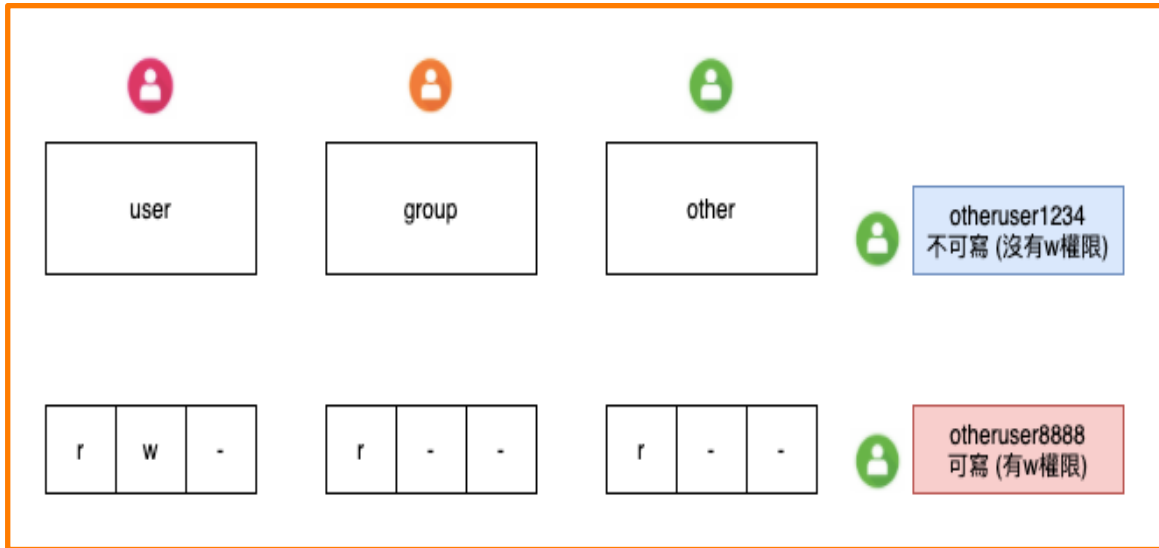 user
group
other
otheruser1234
不可寫 (沒有w權限)
r w -
r - -
r - -
otheruser8888
可寫 (有w權限)